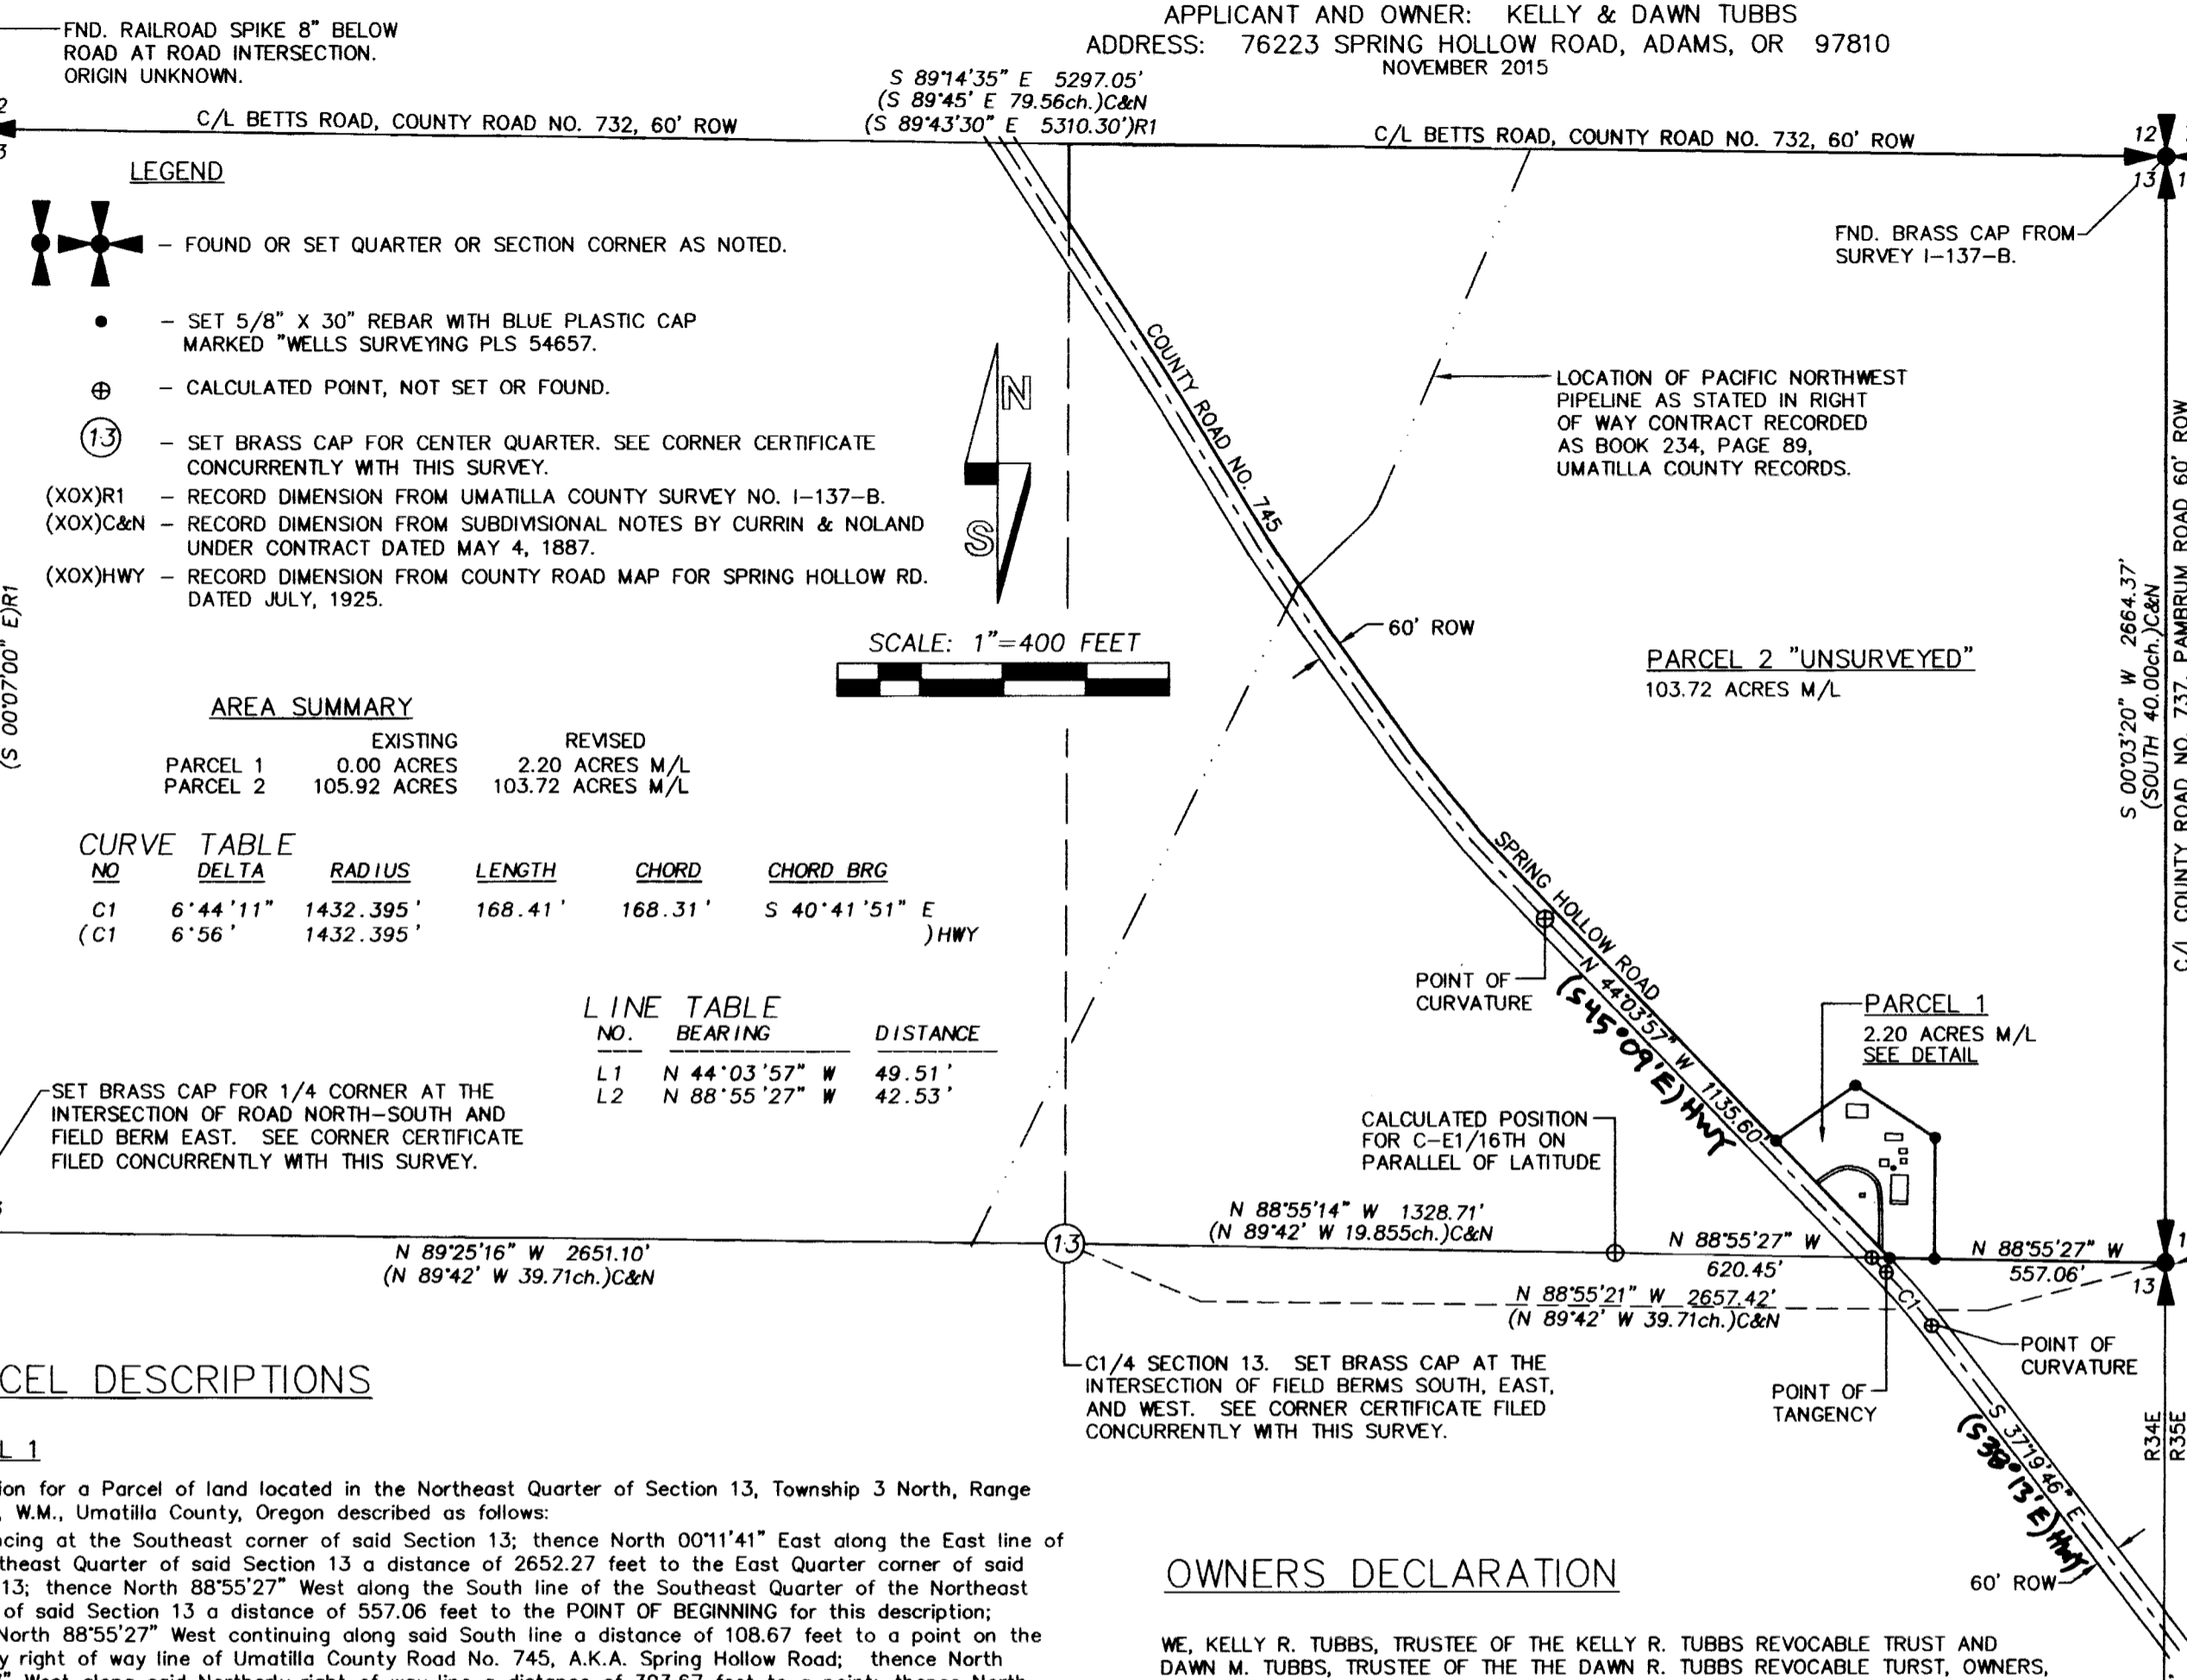 APPLICANT AND OWNER: KELLY & DAWN TUBBS
ADDRESS: 76223 SPRING HOLLOW ROAD, ADAMS, OR 97810
NOVEMBER 2015
FND. RAILROAD SPIKE 8" BELOW
ROAD AT ROAD INTERSECTION.
ORIGIN UNKNOWN.
S 89°14'35" E 5297.05'
(S 89°45' E 79.56ch.)C&N
(S 89°43'30" E 5310.30')R1
C/L BETTS ROAD, COUNTY ROAD NO. 732, 60' ROW
C/L BETTS ROAD, COUNTY ROAD NO. 732, 60' ROW
12
13
FND. BRASS CAP FROM
SURVEY I-137-B.
LEGEND
- FOUND OR SET QUARTER OR SECTION CORNER AS NOTED.
- SET 5/8" X 30" REBAR WITH BLUE PLASTIC CAP
MARKED "WELLS SURVEYING PLS 54657.
- CALCULATED POINT, NOT SET OR FOUND.
13 - SET BRASS CAP FOR CENTER QUARTER. SEE CORNER CERTIFICATE
CONCURRENTLY WITH THIS SURVEY.
(XOX)R1 - RECORD DIMENSION FROM UMATILLA COUNTY SURVEY NO. I-137-B.
(XOX)C&N - RECORD DIMENSION FROM SUBDIVISIONAL NOTES BY CURRIN & NOLAND
UNDER CONTRACT DATED MAY 4, 1887.
(XOX)HWY - RECORD DIMENSION FROM COUNTY ROAD MAP FOR SPRING HOLLOW RD.
DATED JULY, 1925.
(S 00°07'00" E)R1
N
S
SCALE: 1"=400 FEET
COUNTY ROAD NO. 745
LOCATION OF PACIFIC NORTHWEST
PIPELINE AS STATED IN RIGHT
OF WAY CONTRACT RECORDED
AS BOOK 234, PAGE 89,
UMATILLA COUNTY RECORDS.
60' ROW
PARCEL 2 "UNSURVEYED"
103.72 ACRES M/L
S 00°03'20" W 2664.37'
(SOUTH 40.00ch.)C&N
C/L COUNTY ROAD NO. 737, PAMBRUM ROAD 60' ROW
AREA SUMMARY
EXISTING REVISED
PARCEL 1 0.00 ACRES 2.20 ACRES M/L
PARCEL 2 105.92 ACRES 103.72 ACRES M/L
CURVE TABLE
NO DELTA RADIUS LENGTH CHORD CHORD BRG
C1 6°44'11" 1432.395' 168.41' 168.31' S 40°41'51" E
(C1 6°56' 1432.395' )HWY
LINE TABLE
NO. BEARING DISTANCE
L1 N 44°03'57" W 49.51'
L2 N 88°55'27" W 42.53'
SPRING HOLLOW ROAD
N 44°03'57" W 1135.60'
(S45°09'E)HWY
POINT OF
CURVATURE
PARCEL 1
2.20 ACRES M/L
SEE DETAIL
SET BRASS CAP FOR 1/4 CORNER AT THE
INTERSECTION OF ROAD NORTH-SOUTH AND
FIELD BERM EAST. SEE CORNER CERTIFICATE
FILED CONCURRENTLY WITH THIS SURVEY.
CALCULATED POSITION
FOR C-E1/16TH ON
PARALLEL OF LATITUDE
N 89°25'16" W 2651.10'
(N 89°42' W 39.71ch.)C&N
13
N 88°55'14" W 1328.71'
(N 89°42' W 19.855ch.)C&N
N 88°55'27" W
620.45'
N 88°55'27" W
557.06'
13
N 88°55'21" W 2657.42'
(N 89°42' W 39.71ch.)C&N
C1
POINT OF
CURVATURE
POINT OF
TANGENCY
C1/4 SECTION 13. SET BRASS CAP AT THE
INTERSECTION OF FIELD BERMS SOUTH, EAST,
AND WEST. SEE CORNER CERTIFICATE FILED
CONCURRENTLY WITH THIS SURVEY.
S 37°19'46" E
(S38°13'E)HWY
60' ROW
R34E
R35E
CEL DESCRIPTIONS
L 1
ion for a Parcel of land located in the Northeast Quarter of Section 13, Township 3 North, Range
, W.M., Umatilla County, Oregon described as follows:
cing at the Southeast corner of said Section 13; thence North 00°11'41" East along the East line of
theast Quarter of said Section 13 a distance of 2652.27 feet to the East Quarter corner of said
13; thence North 88°55'27" West along the South line of the Southeast Quarter of the Northeast
of said Section 13 a distance of 557.06 feet to the POINT OF BEGINNING for this description;
North 88°55'27" West continuing along said South line a distance of 108.67 feet to a point on the
y right of way line of Umatilla County Road No. 745, A.K.A. Spring Hollow Road; thence North
West along said Northerly right of way line a distance of 393.67 feet to a point; thence North
OWNERS DECLARATION
WE, KELLY R. TUBBS, TRUSTEE OF THE KELLY R. TUBBS REVOCABLE TRUST AND
DAWN M. TUBBS, TRUSTEE OF THE THE DAWN R. TUBBS REVOCABLE TURST, OWNERS,